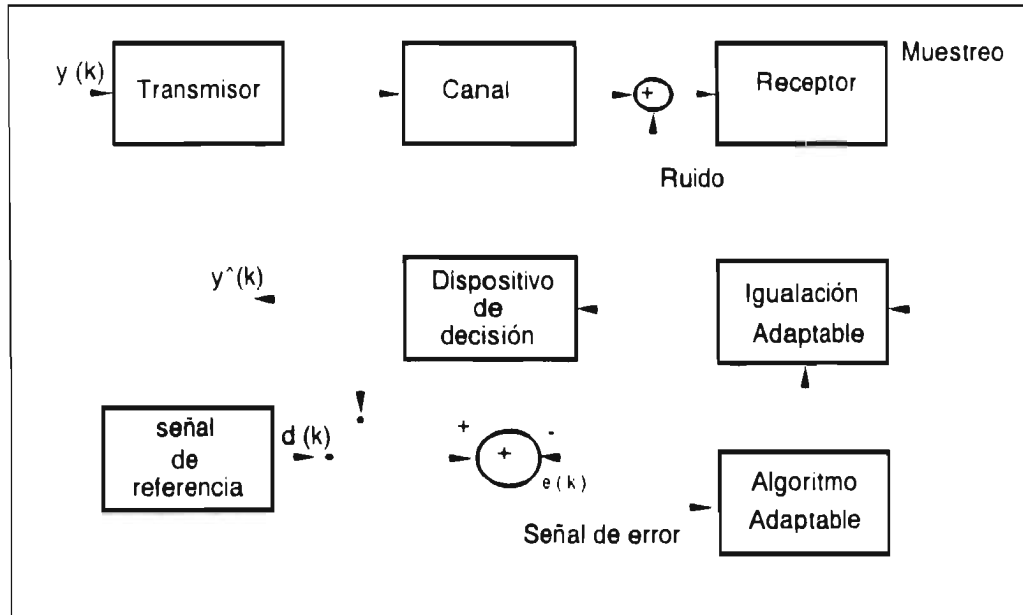 Muestreo
y (k)
Transmisor
Canal
+
Receptor
Ruido
y^(k)
Dispositivo
de
decisión
Igualación
Adaptable
señal
de
referencia
d (k)
+
+
-
e (k)
Señal de error
Algoritmo
Adaptable